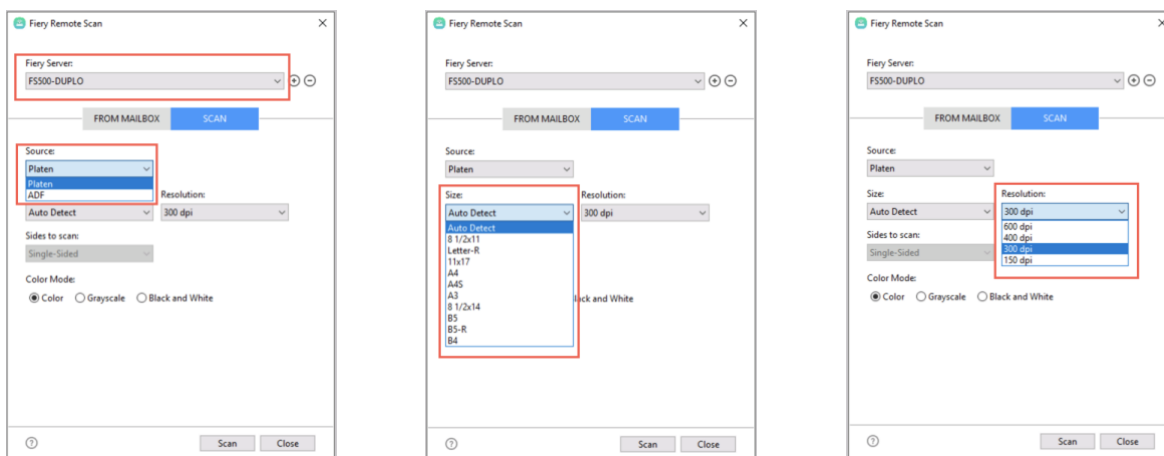 Fiery Remote Scan
Fiery Server:
FS500-DUPLO
FROM MAILBOX SCAN
Source:
Platen
Platen
ADF
Resolution:
Auto Detect 300 dpi
Sides to scan:
Single-Sided
Color Mode:
Color Grayscale Black and White
? Scan Close
Fiery Remote Scan
Fiery Server:
FS500-DUPLO
FROM MAILBOX SCAN
Source:
Platen
Size: Resolution:
Auto Detect 300 dpi
Auto Detect
8 1/2x11
Letter-R
11x17
A4
A4S
A3
8 1/2x14
B5
B5-R
B4
lack and White
? Scan Close
Fiery Remote Scan
Fiery Server:
FS500-DUPLO
FROM MAILBOX SCAN
Source:
Platen
Size: Resolution:
Auto Detect 300 dpi
600 dpi
400 dpi
300 dpi
150 dpi
Sides to scan:
Single-Sided
Color Mode:
Color Grayscale Black and White
? Scan Close